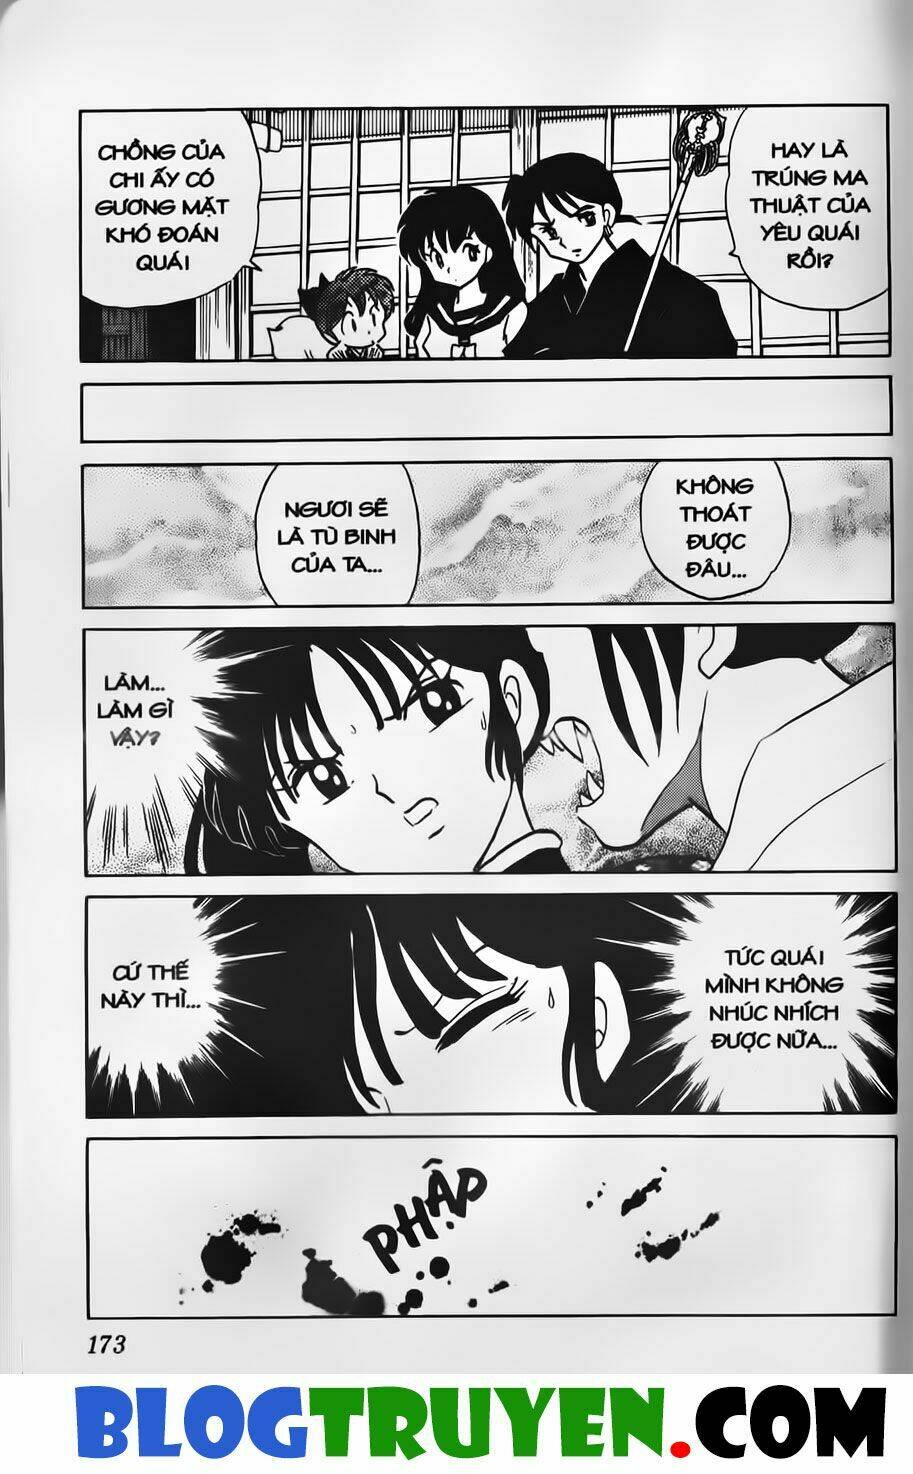 CHỒNG CỦA
CHỊ ẤY CÓ
GƯƠNG MẶT
KHÓ ĐOÁN
QUÁ!
HAY LÀ
TRÚNG MA
THUẬT CỦA
YÊU QUÁI
RỒI?
NGƯƠI SẼ
LÀ TÙ BINH
CỦA TA...
KHÔNG
THOÁT
ĐƯỢC
ĐÂU...
LÀM...
LÀM GÌ
VẬY?
CỨ THẾ
NÀY THÌ...
TỨC QUÁ!
MÌNH KHÔNG
NHÚC NHÍCH
ĐƯỢC NỮA...
PHẬP
173
BLOGTRUYEN.COM